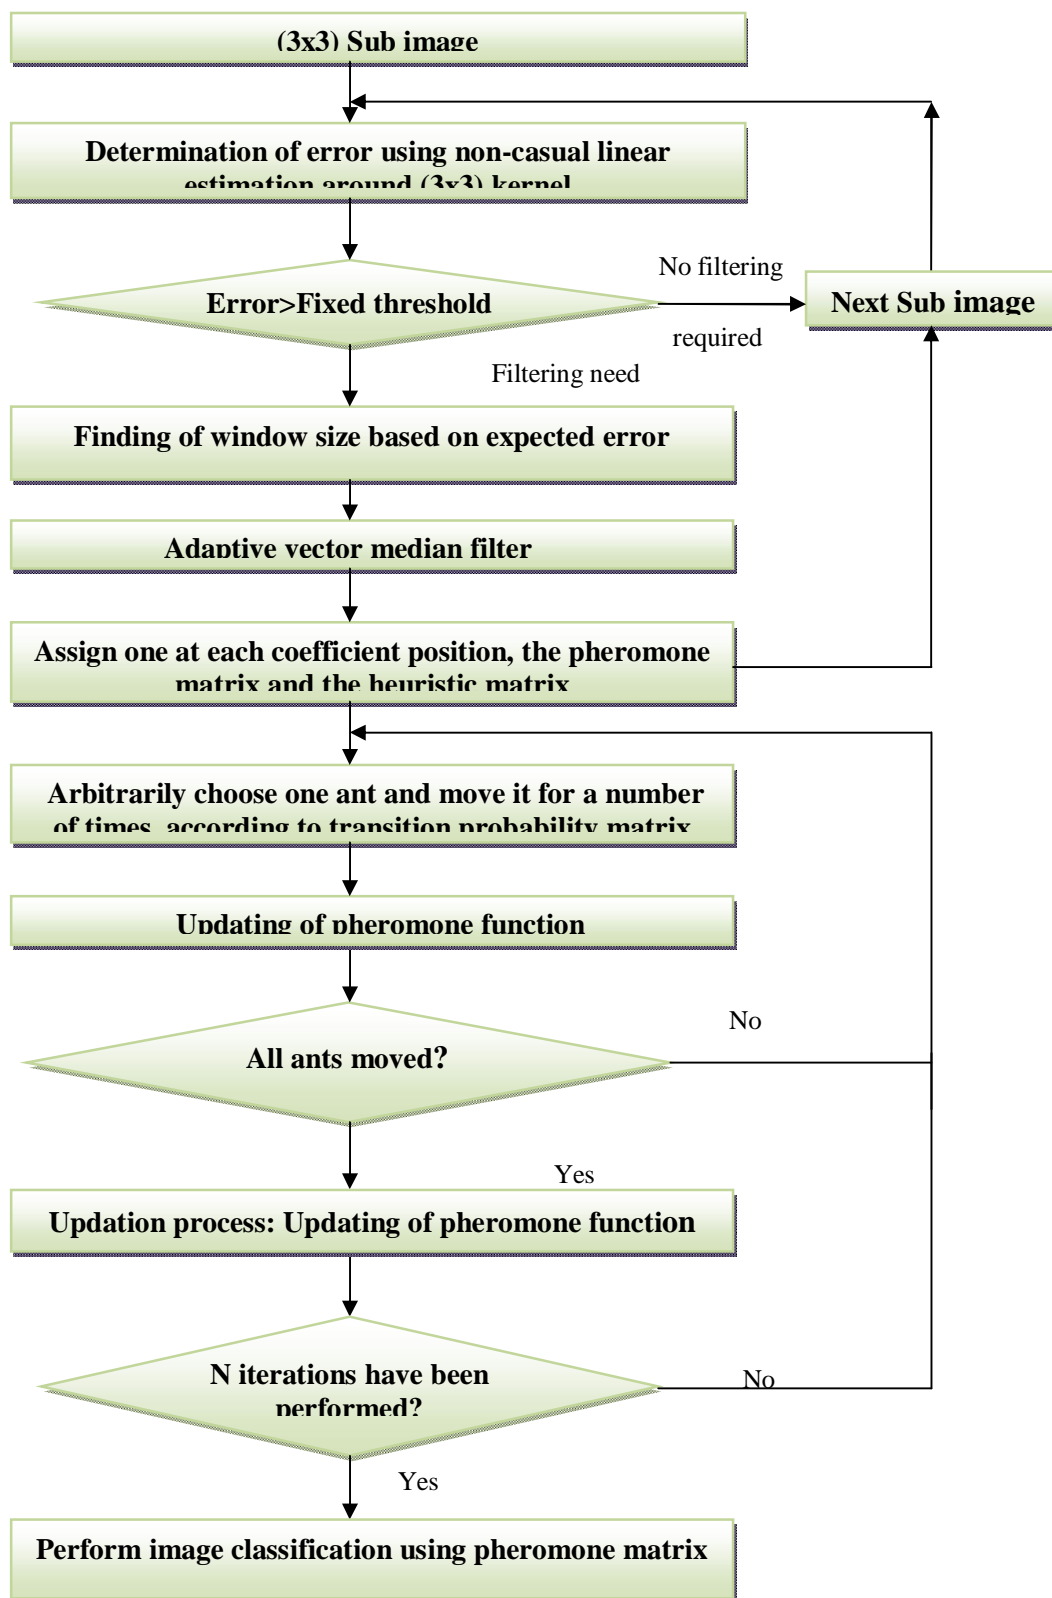 (3x3) Sub image
Determination of error using non-casual linear
estimation around (3x3) kernel
No filtering
Error>Fixed threshold
Next Sub image
required
Filtering need
Finding of window size based on expected error
Adaptive vector median filter
Assign one at each coefficient position, the pheromone
matrix and the heuristic matrix
Arbitrarily choose one ant and move it for a number
of times, according to transition probability matrix
Updating of pheromone function
No
All ants moved?
Yes
Updation process: Updating of pheromone function
N iterations have been
performed?
No
Yes
Perform image classification using pheromone matrix